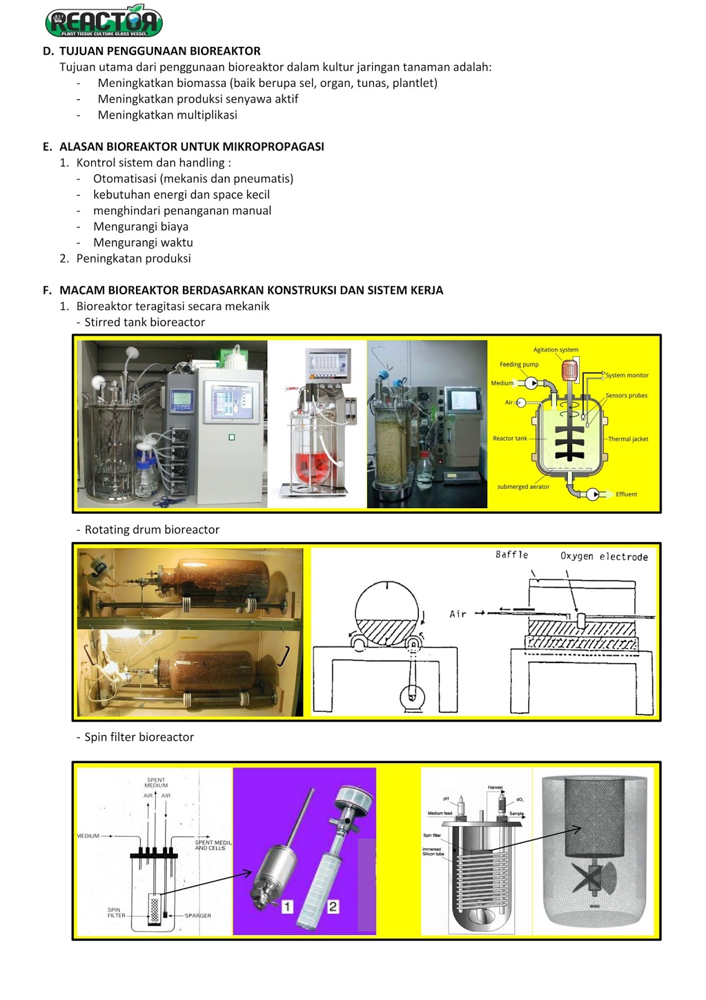 LAB
bio
REACTOR
PLANT TISSUE CULTURE GLASS VESSEL
D. TUJUAN PENGGUNAAN BIOREAKTOR
Tujuan utama dari penggunaan bioreaktor dalam kultur jaringan tanaman adalah:
- Meningkatkan biomassa (baik berupa sel, organ, tunas, plantlet)
- Meningkatkan produksi senyawa aktif
- Meningkatkan multiplikasi
E. ALASAN BIOREAKTOR UNTUK MIKROPROPAGASI
1. Kontrol sistem dan handling :
- Otomatisasi (mekanis dan pneumatis)
- kebutuhan energi dan space kecil
- menghindari penanganan manual
- Mengurangi biaya
- Mengurangi waktu
2. Peningkatan produksi
F. MACAM BIOREAKTOR BERDASARKAN KONSTRUKSI DAN SISTEM KERJA
1. Bioreaktor teragitasi secara mekanik
- Stirred tank bioreactor
Agitation system
Feeding pump
System monitor
Medium
Sensors probes
Air
Reactor tank
Thermal jacket
submerged aerator
Effluent
- Rotating drum bioreactor
Baffle
Oxygen electrode
Air
- Spin filter bioreactor
SPENT
MEDIUM
AIR AIR
MEDIUM
SPENT MEDIU
AND CELLS
SPIN
FILTER
SPARGER
1
2
Harvest
pH
dO₂
Medium feed
Sample
Spin filter
immersed
Silicon tube